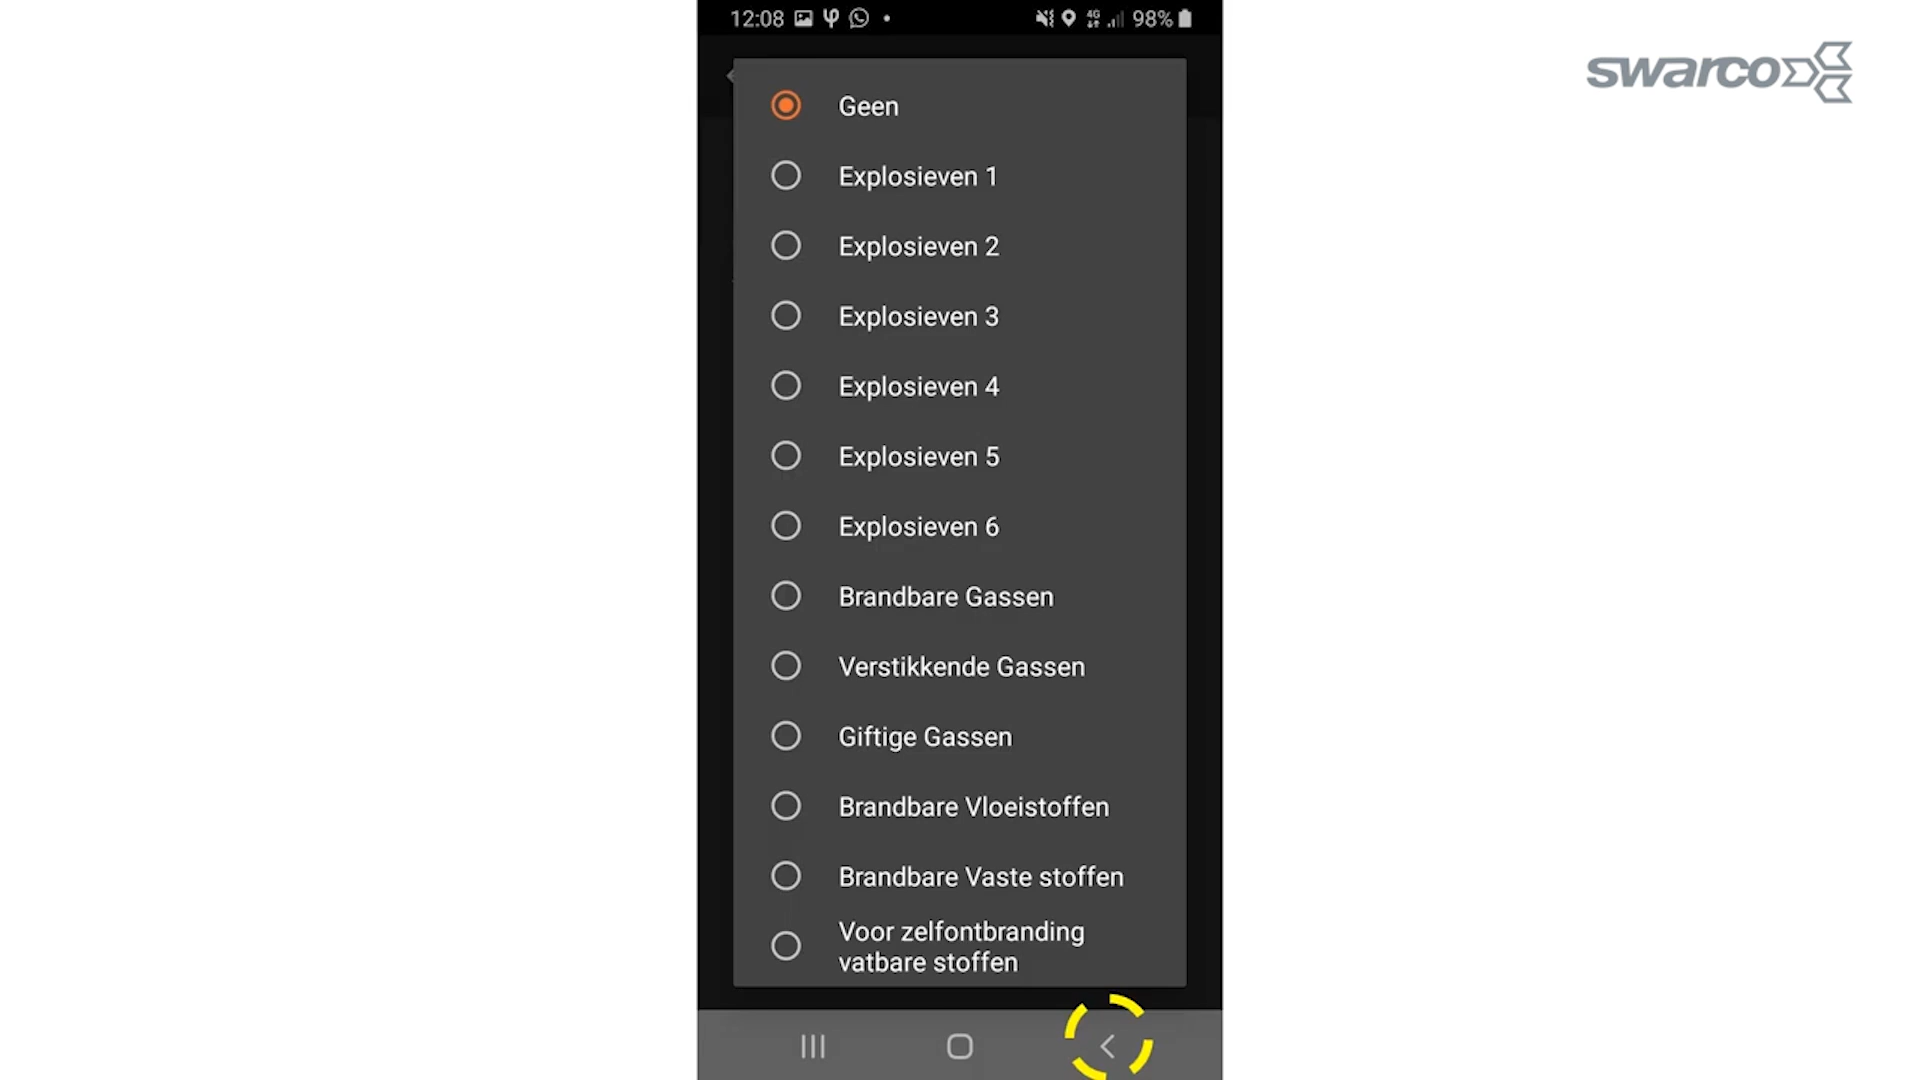 12:08
4G
98%
swarco
Geen
Explosieven 1
Explosieven 2
Explosieven 3
Explosieven 4
Explosieven 5
Explosieven 6
Brandbare Gassen
Verstikkende Gassen
Giftige Gassen
Brandbare Vloeistoffen
Brandbare Vaste stoffen
Voor zelfontbranding
vatbare stoffen